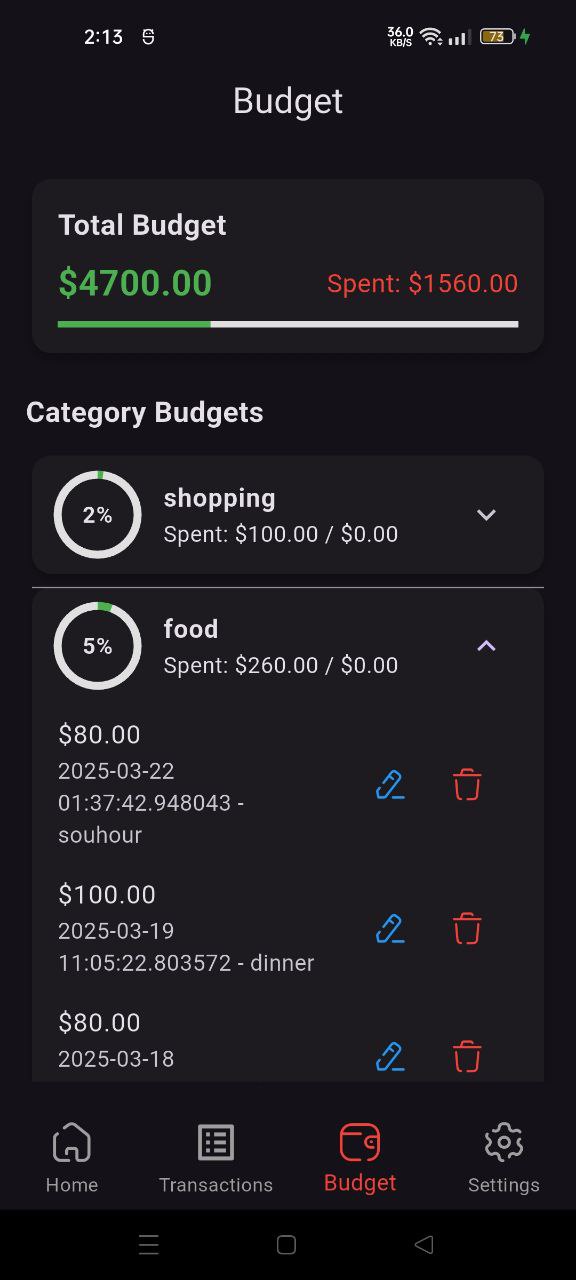 2:13
36.0
KB/S
73
Budget
Total Budget
$4700.00
Spent: $1560.00
Category Budgets
2%
shopping
Spent: $100.00 / $0.00
5%
food
Spent: $260.00 / $0.00
$80.00
2025-03-22
01:37:42.948043 -
souhour
$100.00
2025-03-19
11:05:22.803572 - dinner
$80.00
2025-03-18
Home
Transactions
Budget
Settings